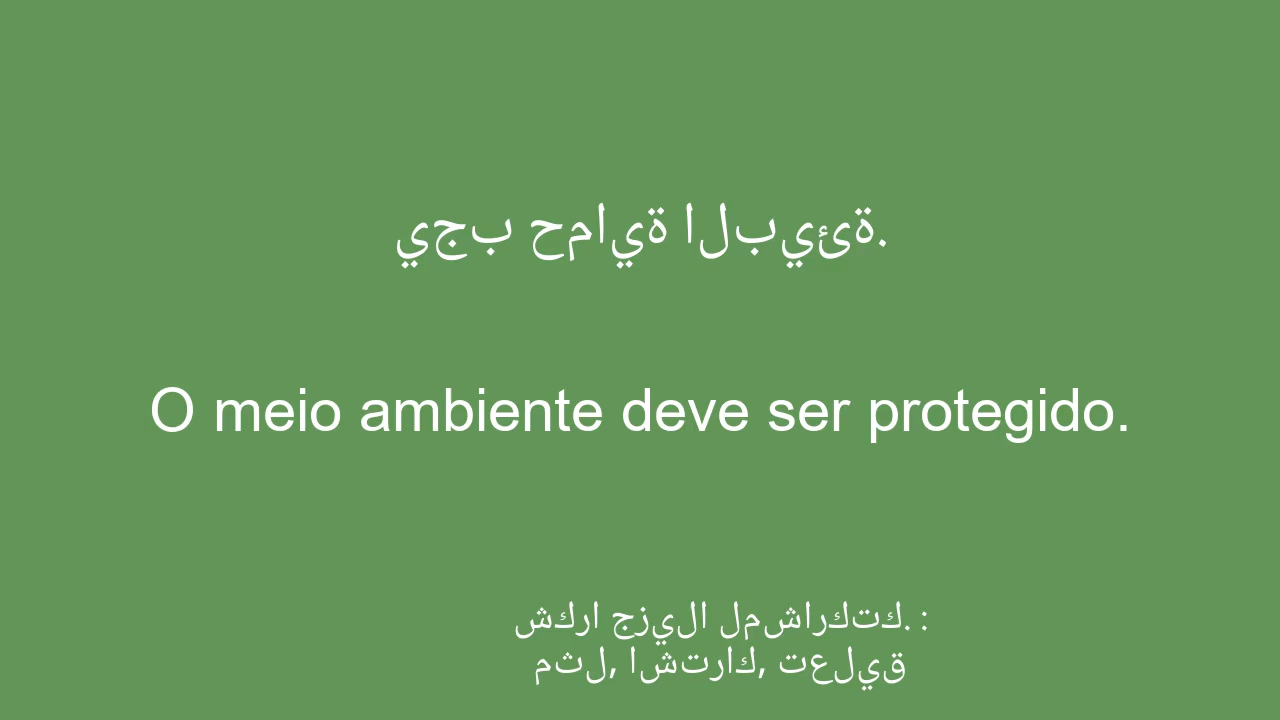 يجب حماية البيئة.
O meio ambiente deve ser protegido.
شكرا جزيلا لمشاركتك. :
مثل, اشتراك, تعليق